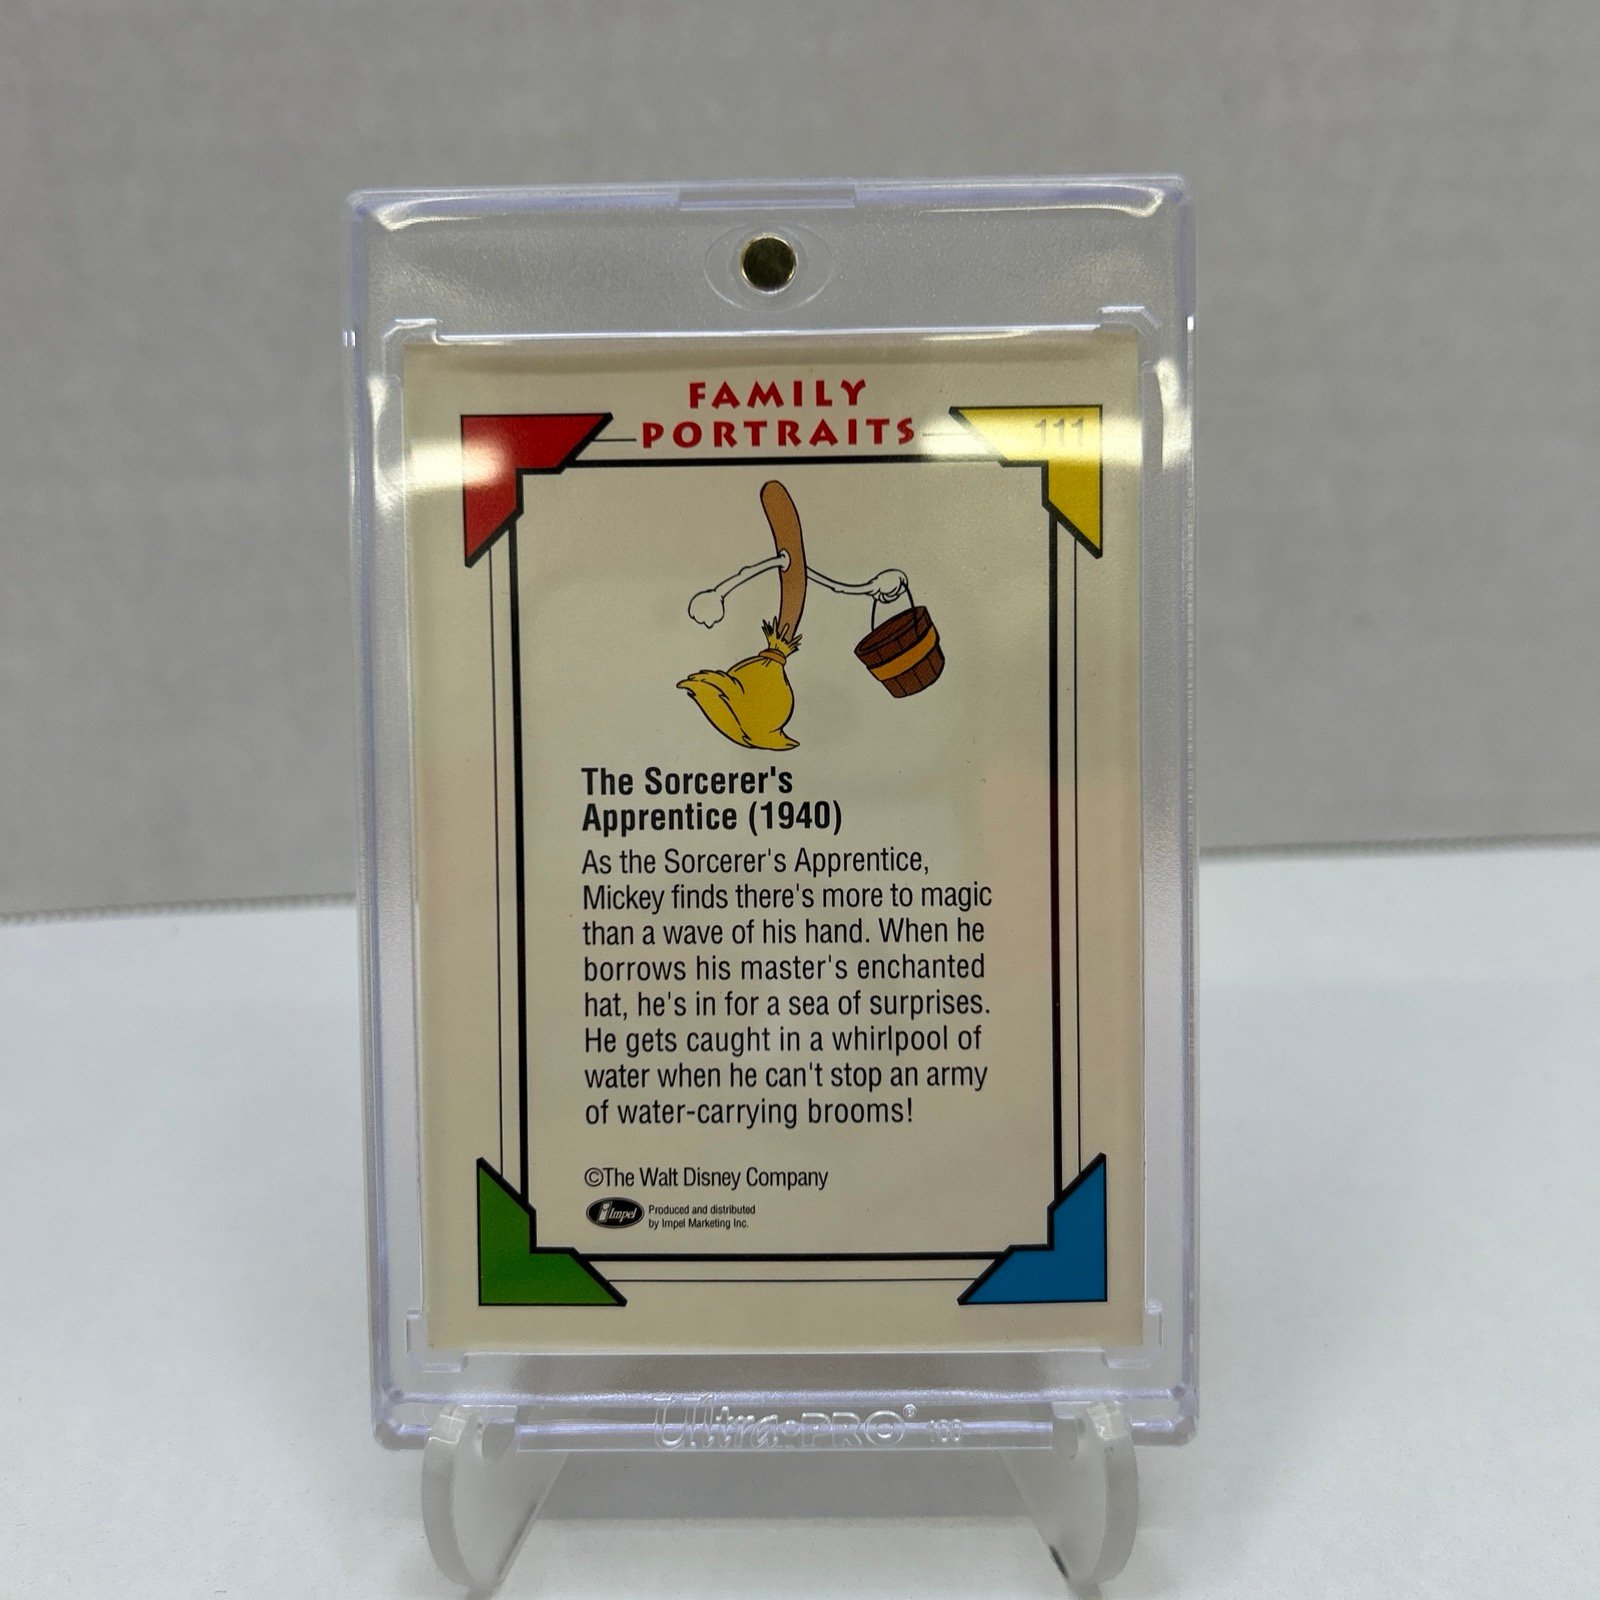 FAMILY
PORTRAITS
111
The Sorcerer's
Apprentice (1940)
As the Sorcerer's Apprentice,
Mickey finds there's more to magic
than a wave of his hand. When he
borrows his master's enchanted
hat, he's in for a sea of surprises.
He gets caught in a whirlpool of
water when he can't stop an army
of water-carrying brooms!
©The Walt Disney Company
Impel
Produced and distributed
by Impel Marketing Inc.
Ultra•PRO®